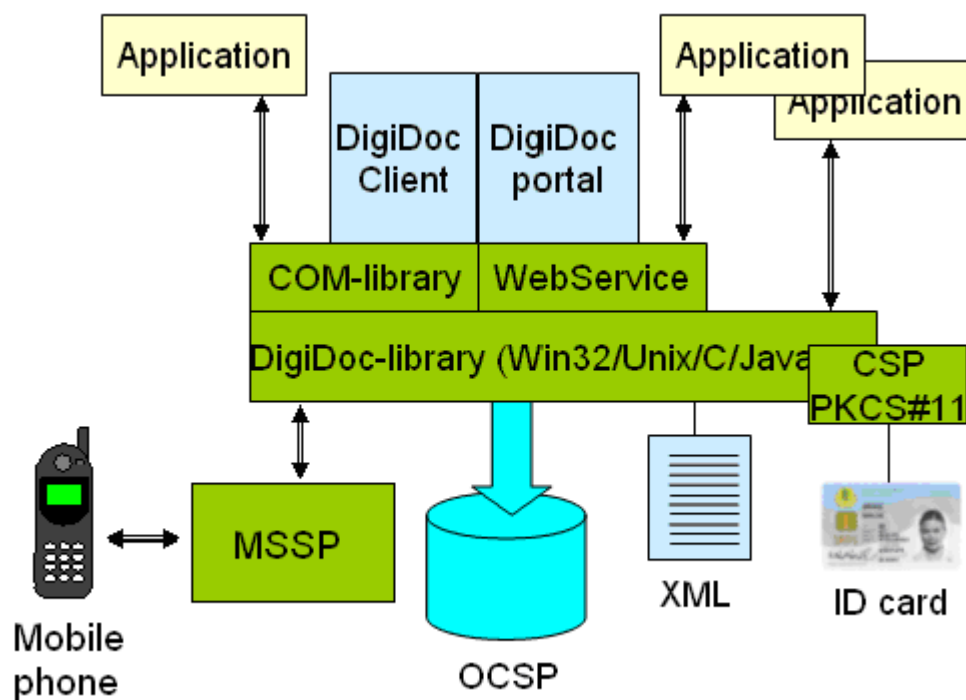 Application
Application
Application
DigiDoc
Client
DigiDoc
portal
COM-library
WebService
DigiDoc-library (Win32/Unix/C/Java
CSP
PKCS#11
MSSP
XML
ID card
Mobile
phone
OCSP